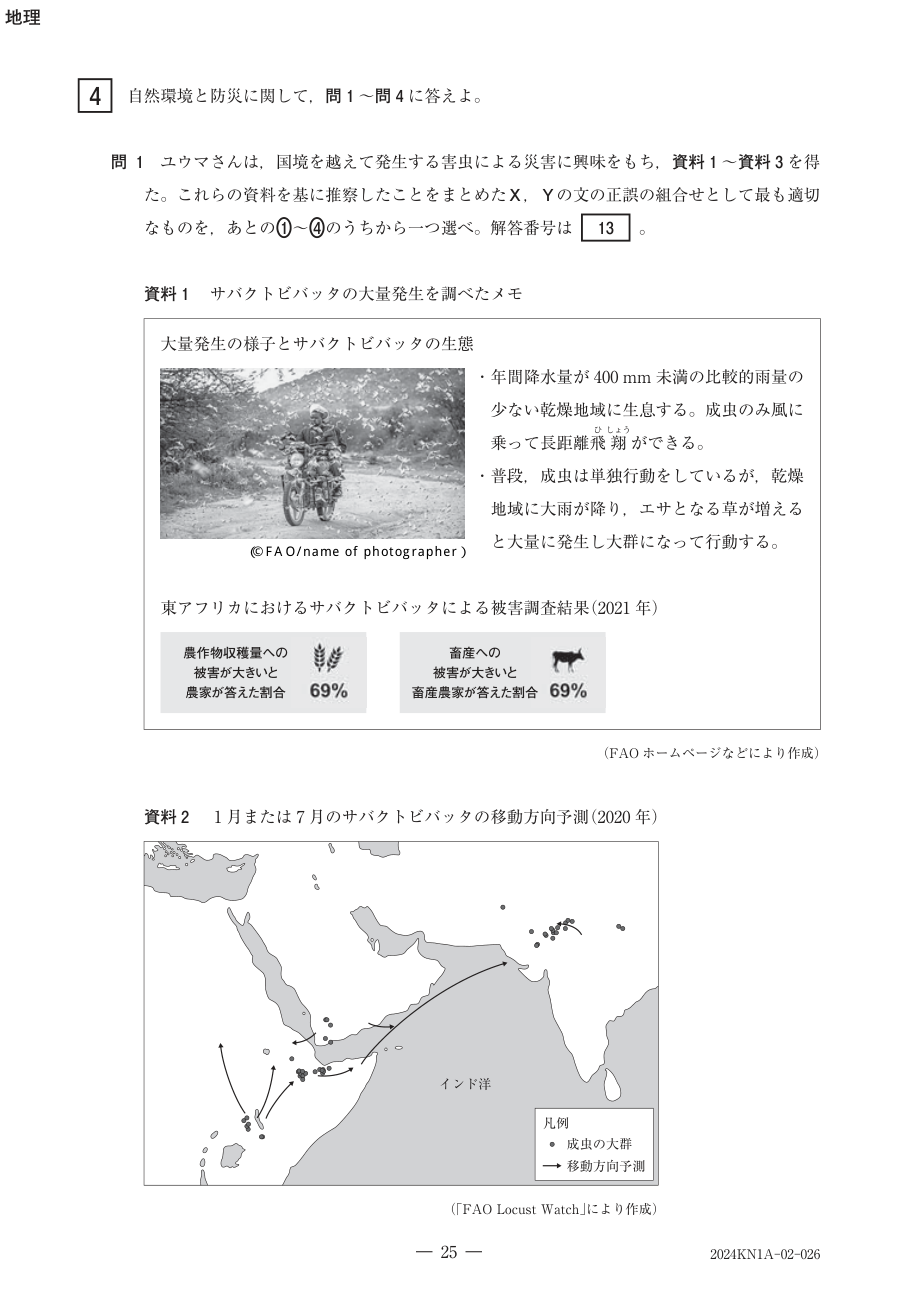 地理
4 自然環境と防災に関して，問1～問4に答えよ。
問1 ユウマさんは，国境を越えて発生する害虫による災害に興味をもち，資料1～資料3を得
た。これらの資料を基に推察したことをまとめたX，Yの文の正誤の組合せとして最も適切
なものを，あとの①～④のうちから一つ選べ。解答番号は 13 。
資料1 サバクトビバッタの大量発生を調べたメモ
大量発生の様子とサバクトビバッタの生態
・年間降水量が 400 mm 未満の比較的雨量の
少ない乾燥地域に生息する。成虫のみ風に
乗って長距離飛翔ができる。
ひしょう
・普段，成虫は単独行動をしているが，乾燥
地域に大雨が降り，エサとなる草が増える
と大量に発生し大群になって行動する。
(©FAO/name of photographer)
東アフリカにおけるサバクトビバッタによる被害調査結果(2021 年)
農作物収穫量への
被害が大きいと
農家が答えた割合 69%
畜産への
被害が大きいと
畜産農家が答えた割合 69%
(FAO ホームページなどにより作成)
資料2 1月または7月のサバクトビバッタの移動方向予測(2020 年)
インド洋
凡例
成虫の大群
移動方向予測
(「FAO Locust Watch」により作成)
— 25 —
2024KN1A-02-026